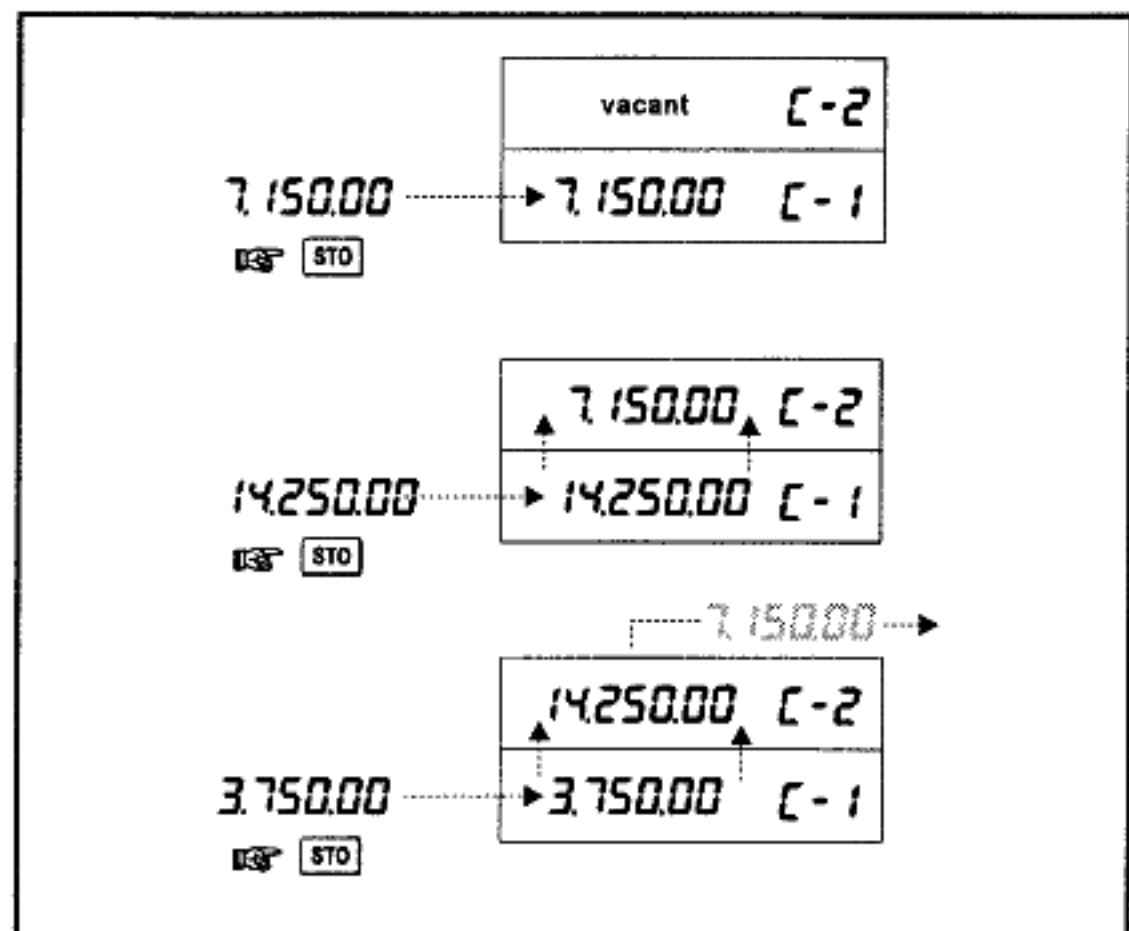 vacant C-2
7,150.00 7,150.00 C-1
STO
7,150.00 C-2
14,250.00 14,250.00 C-1
STO
7,150.00
14,250.00 C-2
3,750.00 3,750.00 C-1
STO